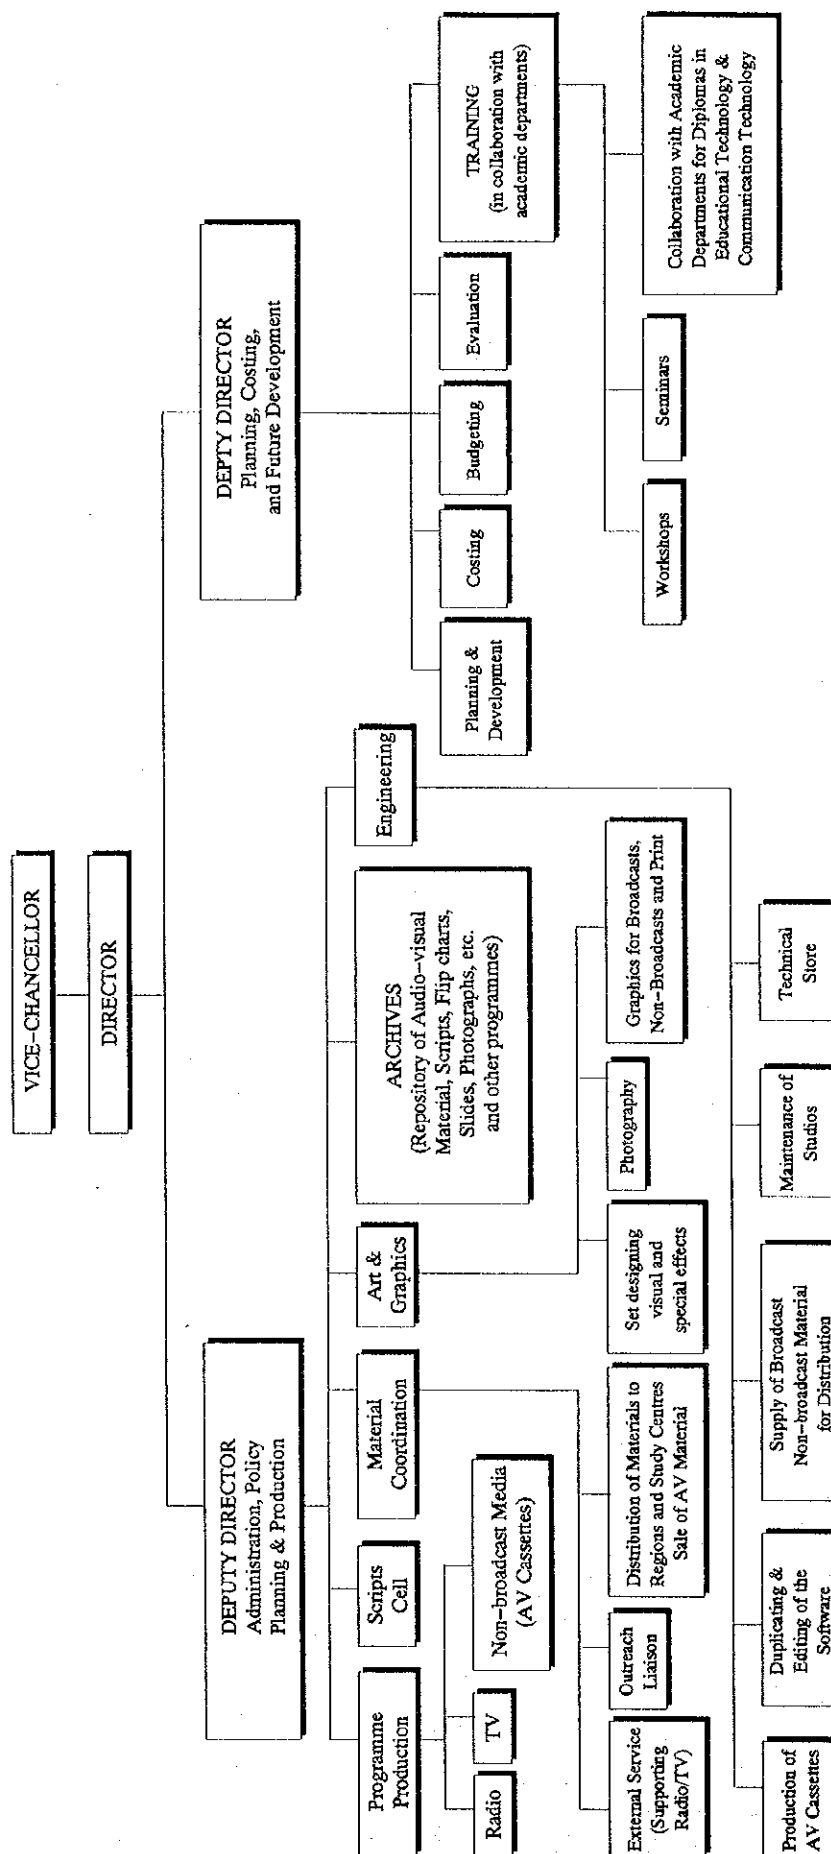 VICE-CHANCELLOR
DIRECTOR
DEPUTY DIRECTOR
Administration, Policy
Planning & Production
DEPTY DIRECTOR
Planning, Costing,
and Future Development
Programme
Production
Scripts
Cell
Material
Coordination
Art &
Graphics
ARCHIVES
(Repository of Audio-visual
Material, Scripts, Flip charts,
Slides, Photographs, etc.
and other programmes)
Engineering
Planning &
Development
Costing
Budgeting
Evaluation
TRAINING
(in collaboration with
academic departments)
Radio
TV
Non-broadcast Media
(AV Cassettes)
External Service
(Supporting
Radio/TV)
Outreach
Liaison
Distribution of Materials to
Regions and Study Centres
Sale of AV Material
Set designing
visual and
special effects
Photography
Graphics for Broadcasts,
Non-Broadcasts and Print
Workshops
Seminars
Collaboration with Academic
Departments for Diplomas in
Educational Technology &
Communication Technology
Production of
AV Cassettes
Duplicating &
Editing of the
Software
Supply of Broadcast
Non-broadcast Material
for Distribution
Maintenance of
Studios
Technical
Store